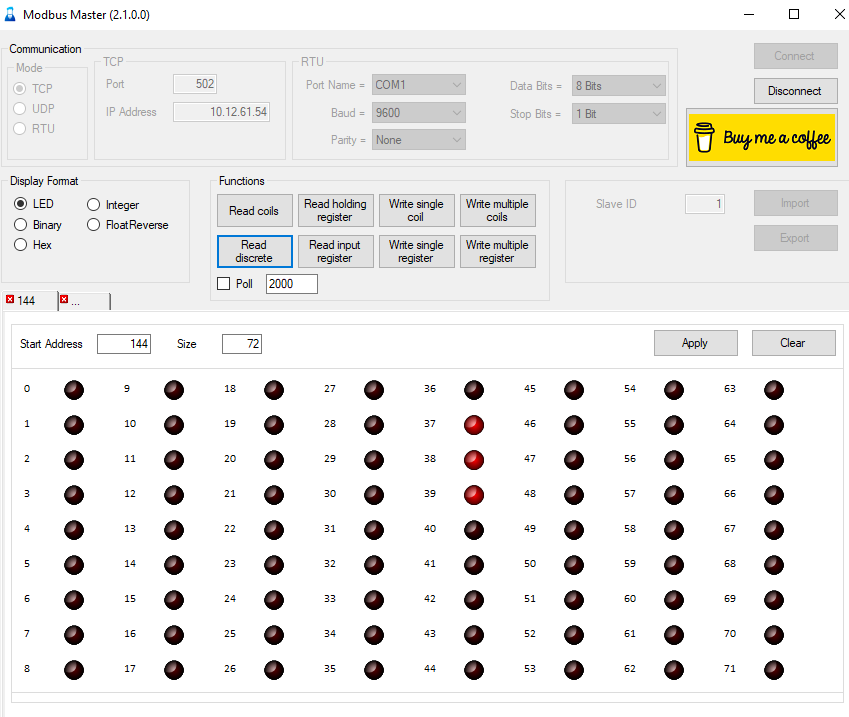 Modbus Master (2.1.0.0)
Communication
Mode
TCP
UDP
RTU
TCP
Port 502
IP Address 10.12.61.54
RTU
Port Name = COM1
Baud = 9600
Parity = None
Data Bits = 8 Bits
Stop Bits = 1 Bit
Connect
Disconnect
Buy me a coffee
Display Format
LED Integer
Binary FloatReverse
Hex
Functions
Read coils
Read holding
register
Write single
coil
Write multiple
coils
Read
discrete
Read input
register
Write single
register
Write multiple
register
Poll 2000
Slave ID 1
Import
Export
144 ...
Start Address 144 Size 72 Apply Clear
0 9 18 27 36 45 54 63
1 10 19 28 37 46 55 64
2 11 20 29 38 47 56 65
3 12 21 30 39 48 57 66
4 13 22 31 40 49 58 67
5 14 23 32 41 50 59 68
6 15 24 33 42 51 60 69
7 16 25 34 43 52 61 70
8 17 26 35 44 53 62 71